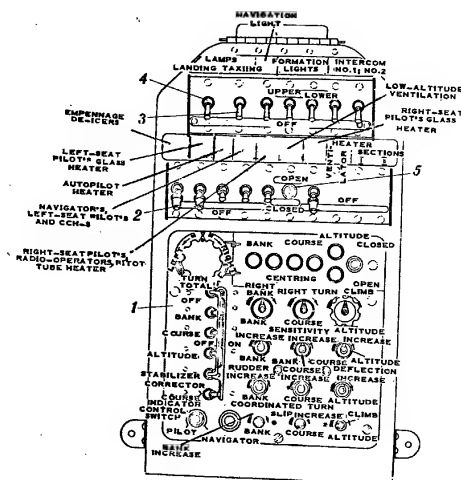 NAVIGATION
LIGHT
LAMPS
LANDING TAXIING
FORMATION
LIGHTS
INTERCOM
NO.1; NO.2
4
UPPER
LOWER
3
OFF
LOW-ALTITUDE
VENTILATION
RIGHT-SEAT
PILOT'S GLASS
HEATER
EMPENNAGE
DE-ICERS
LEFT-SEAT
PILOT'S GLASS
HEATER
AUTOPILOT
HEATER
NAVIGATOR'S,
LEFT-SEAT PILOT'S
AND CCH-S
RIGHT-SEAT PILOT'S,
RADIO-OPERATOR'S, PITOT
TUBE HEATER
VENTI-
LATOR
HEATER
SECTIONS
OPEN
5
2
OFF
CLOSED
OFF
1
TURN
TOTAL
OFF
BANK
COURSE
OFF ON
ALTITUDE
STABILIZER
CORRECTOR
COURSE
INDICATOR
CONTROL
SWITCH
PILOT
NAVIGATOR
BANK
INCREASE
BANK COURSE ALTITUDE
CLOSED
CENTRING
OPEN
RIGHT
BANK
RIGHT TURN CLIMB
BANK COURSE ALTITUDE
SENSITIVITY
INCREASE INCREASE INCREASE
BANK COURSE ALTITUDE
RUDDER
BANK COURSE DEFLECTION
INCREASE INCREASE INCREASE
BANK COURSE ALTITUDE
COORDINATED TURN
SLIP INCREASE CLIMB
BANK COURSE ALTITUDE